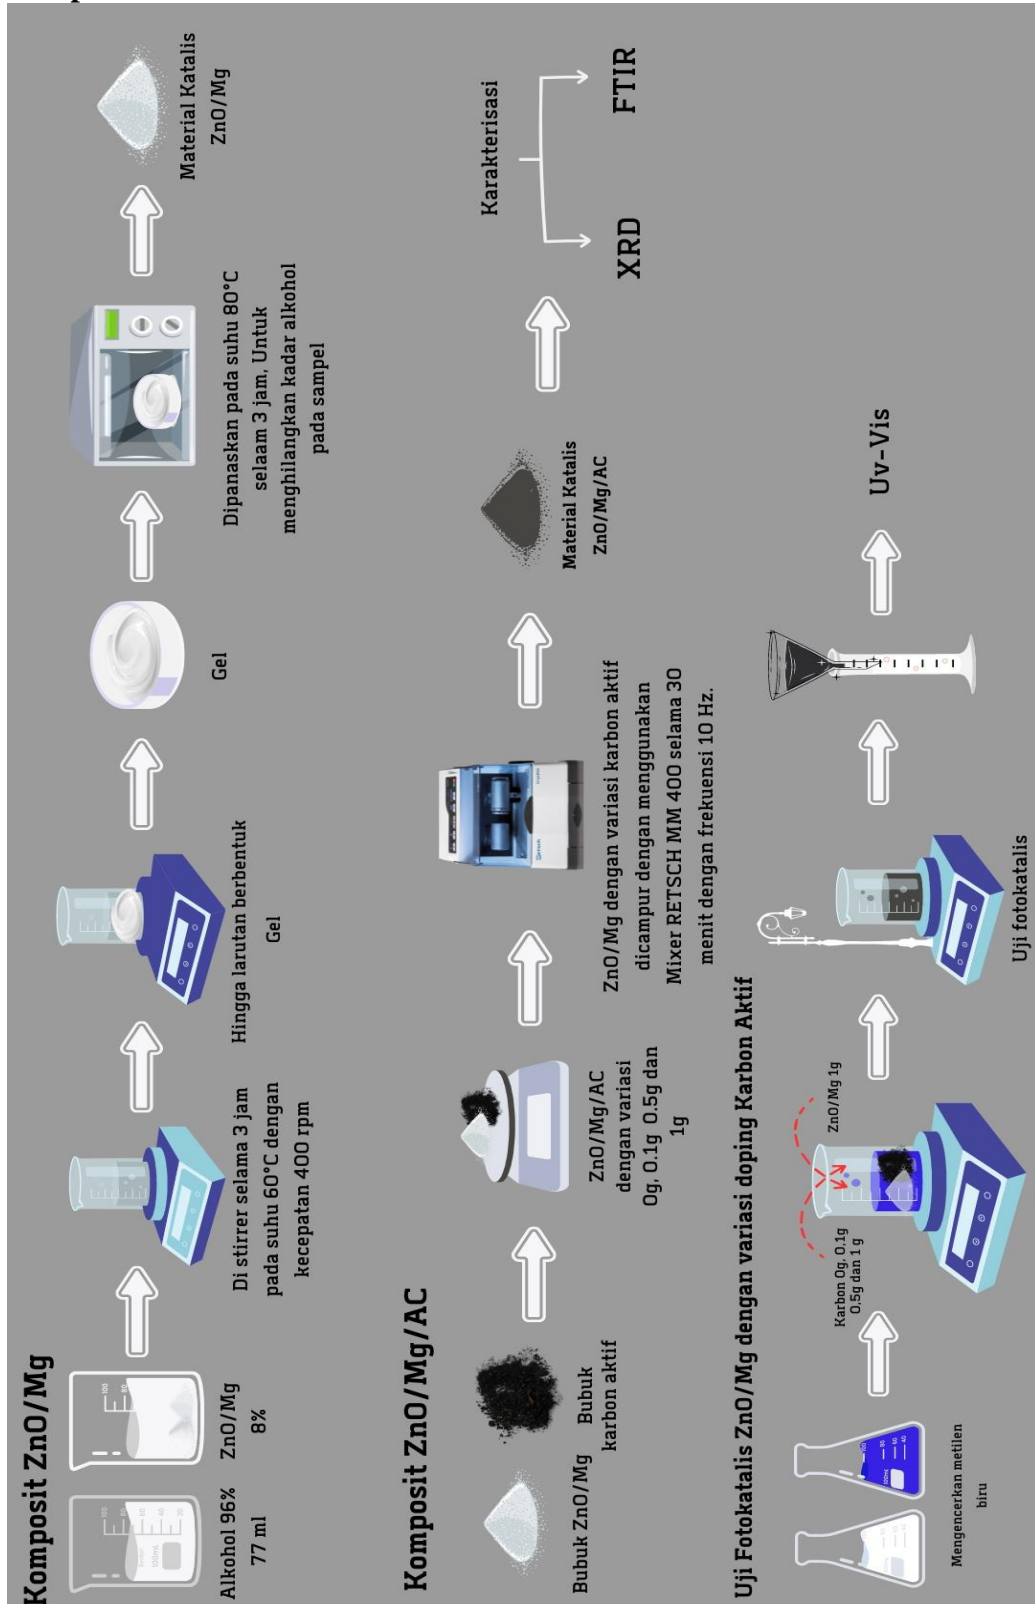 Komposit ZnO/Mg
Alkohol 96%
77 ml
ZnO/Mg
8%
Di stirrer selama 3 jam
pada suhu 60°C dengan
kecepatan 400 rpm
Hingga larutan berbentuk
Gel
Gel
Dipanaskan pada suhu 80°C
selaam 3 jam, Untuk
menghilangkan kadar alkohol
pada sampel
Material Katalis
ZnO/Mg
Komposit ZnO/Mg/AC
Bubuk ZnO/Mg
Bubuk
karbon aktif
ZnO/Mg/AC
dengan variasi
0g, 0.1g 0.5g dan
1g
ZnO/Mg dengan variasi karbon aktif
dicampur dengan menggunakan
Mixer RETSCH MM 400 selama 30
menit dengan frekuensi 10 Hz.
Material Katalis
ZnO/Mg/AC
Karakterisasi
XRD
FTIR
Uji Fotokatalis ZnO/Mg dengan variasi doping Karbon Aktif
Mengencerkan metilen
biru
Karbon 0g, 0.1g
0.5g dan 1 g
ZnO/Mg 1g
Uji fotokatalis
Uv-Vis